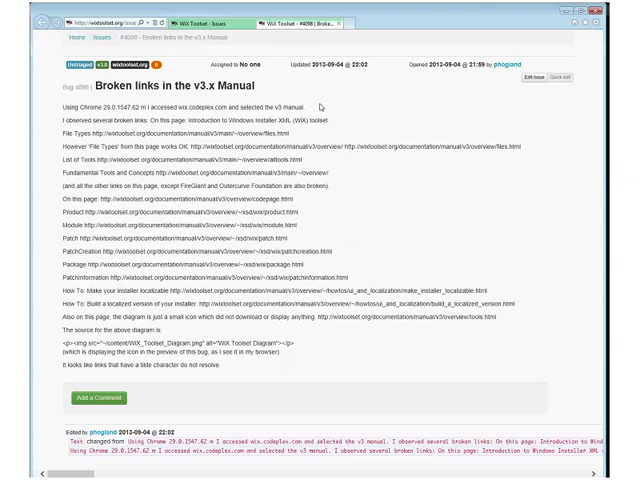 http://wixtoolset.org/issue
WiX Toolset - Issues
WiX Toolset - #4098 | Broke...
Home / Issues / #4098 - Broken links in the v3.x Manual
Untriaged v3.8 wixtoolset.org 0
Assigned to No one
Updated 2013-09-04 @ 22:02
Opened 2013-09-04 @ 21:59 by phogland
Edit issue Quick edit
Bug 4098 | Broken links in the v3.x Manual
Using Chrome 29.0.1547.62 m I accessed wix.codeplex.com and selected the v3 manual.
I observed several broken links: On this page: Introduction to Windows Installer XML (WiX) toolset
File Types http://wixtoolset.org/documentation/manual/v3/main/~/overview/files.html
However 'File Types' from this page works OK: http://wixtoolset.org/documentation/manual/v3/overview/ http://wixtoolset.org/documentation/manual/v3/overview/files.html
List of Tools http://wixtoolset.org/documentation/manual/v3/main/~/overview/alltools.html
Fundamental Tools and Concepts http://wixtoolset.org/documentation/manual/v3/main/~/overview/
(and all the other links on this page, except FireGiant and Outercurve Foundation are also broken).
On this page: http://wixtoolset.org/documentation/manual/v3/overview/codepage.html
Product http://wixtoolset.org/documentation/manual/v3/overview/~/xsd/wix/product.html
Module http://wixtoolset.org/documentation/manual/v3/overview/~/xsd/wix/module.html
Patch http://wixtoolset.org/documentation/manual/v3/overview/~/xsd/wix/patch.html
PatchCreation http://wixtoolset.org/documentation/manual/v3/overview/~/xsd/wix/patchcreation.html
Package http://wixtoolset.org/documentation/manual/v3/overview/~/xsd/wix/package.html
PatchInformation http://wixtoolset.org/documentation/manual/v3/overview/~/xsd/wix/patchinformation.html
How To: Make your installer localizable http://wixtoolset.org/documentation/manual/v3/overview/~/howtos/ui_and_localization/make_installer_localizable.html
How To: Build a localized version of your installer. http://wixtoolset.org/documentation/manual/v3/overview/~/howtos/ui_and_localization/build_a_localized_version.html
Also on this page, the diagram is just a small icon which did not download or display anything. http://wixtoolset.org/documentation/manual/v3/overview/tools.html
The source for the above diagram is:
<p><img src="~/content/WiX_Toolset_Diagram.png" alt="WiX Toolset Diagram"></p>
(which is displaying the icon in the preview of this bug, as I see it in my browser)
It looks like links that have a tilde character do not resolve.
Add a Comment
Edited by phogland 2013-09-04 @ 22:02
Text changed from Using Chrome 29.0.1547.62 m I accessed wix.codeplex.com and selected the v3 manual. I observed several broken links: On this page: Introduction to Wind
Using Chrome 29.0.1547.62 m I accessed wix.codeplex.com and selected the v3 manual. I observed several broken links: On this page: Introduction to Windows Installer XML